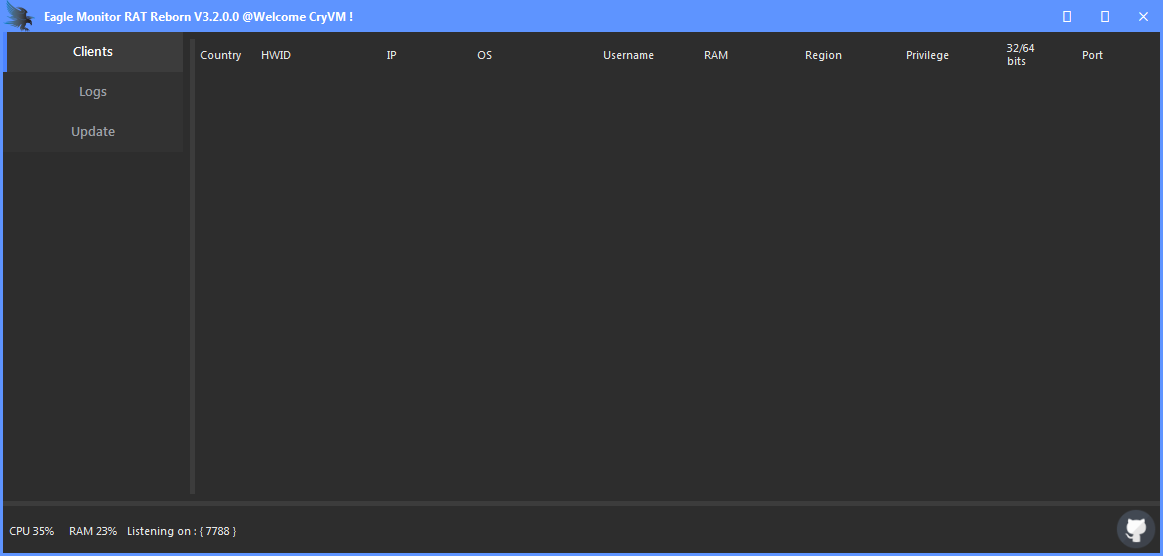 Eagle Monitor RAT Reborn V3.2.0.0 @Welcome CryVM !
Clients
Logs
Update
Country HWID IP OS Username RAM Region Privilege 32/64 bits Port
CPU 35% RAM 23% Listening on : { 7788 }